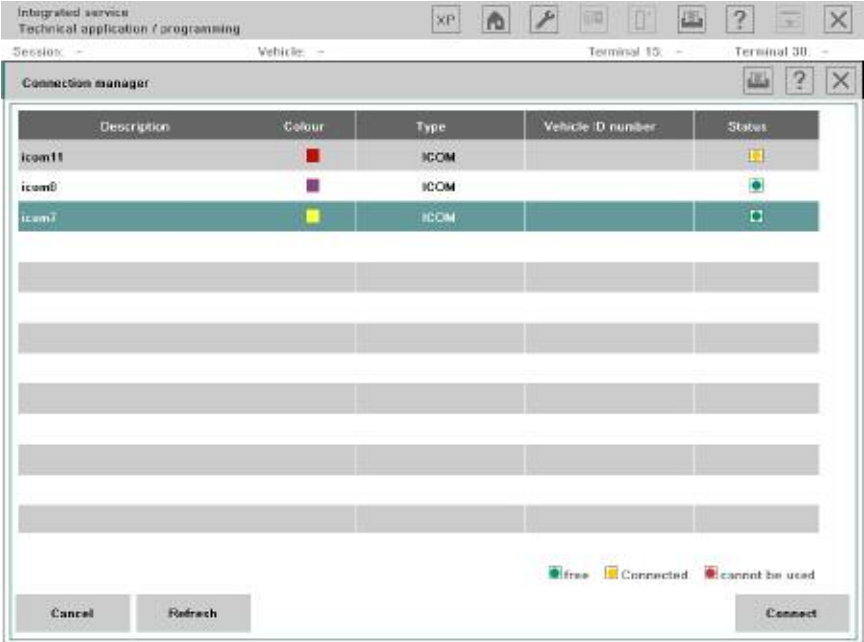 Integrated service
Technical application / programming
XP
?
Session: - Vehicle: - Terminal 15: - Terminal 30: -
Connection manager
?
Description Colour Type Vehicle ID number Status
icom11 ICOM
ICOM
icom7 ICOM
free Connected cannot be used
Cancel Refresh Connect